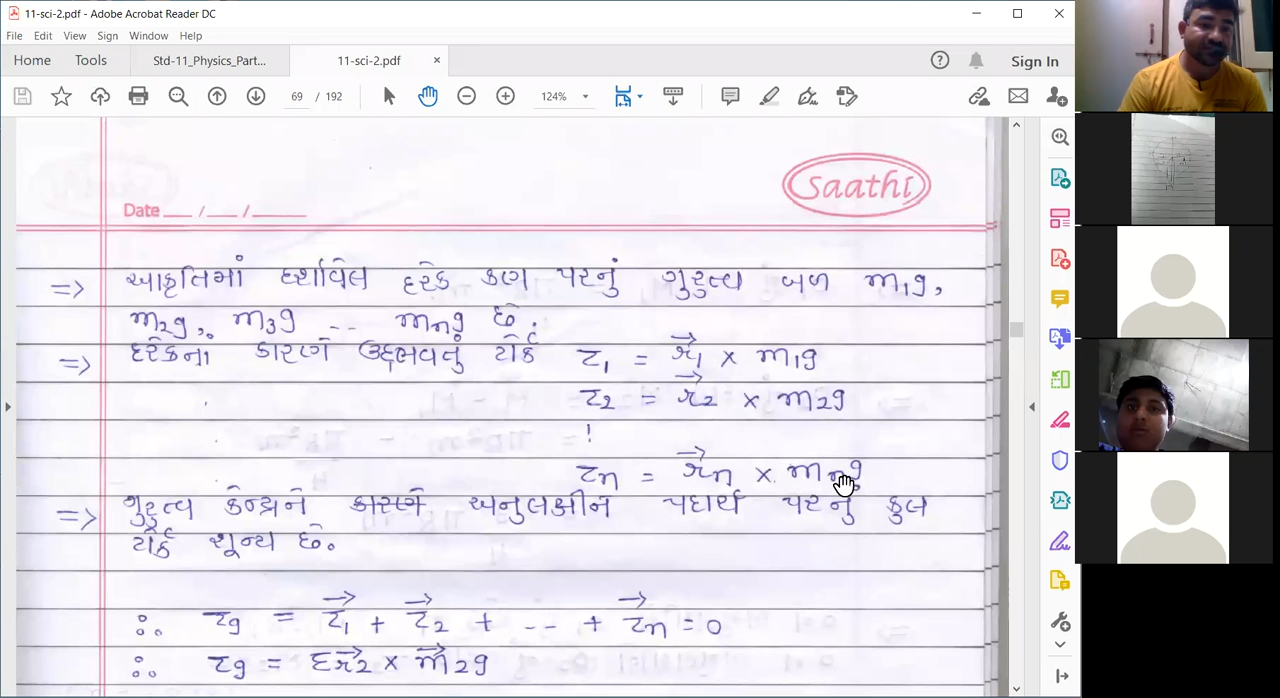 11-sci-2.pdf - Adobe Acrobat Reader DC
File Edit View Sign Window Help
Home Tools Std-11_Physics_Part... 11-sci-2.pdf × Sign In
69 / 192 124%
Saathi
Date __ /__ /____
=> આકૃતિમાં દર્શાવેલ દરેક કણ પરનું ગુરુત્વ બળ m₁g,
m₂g, m₃g -- mₙg છે.
=> દરેકના કારણે ઉદ્ભવતું ટોર્ક τ₁ = r⃗₁ × m₁g
τ₂ = r⃗₂ × m₂g
!
τn = r⃗n × mng
=> ગુરુત્વ કેન્દ્રને કારણે અનુલક્ષીને પદાર્થ પરનું કુલ
ટોર્ક શૂન્ય છે.
∴ τg = τ⃗₁ + τ⃗₂ + -- + τ⃗n = 0
∴ τg = Σr⃗₂ × m⃗₂g